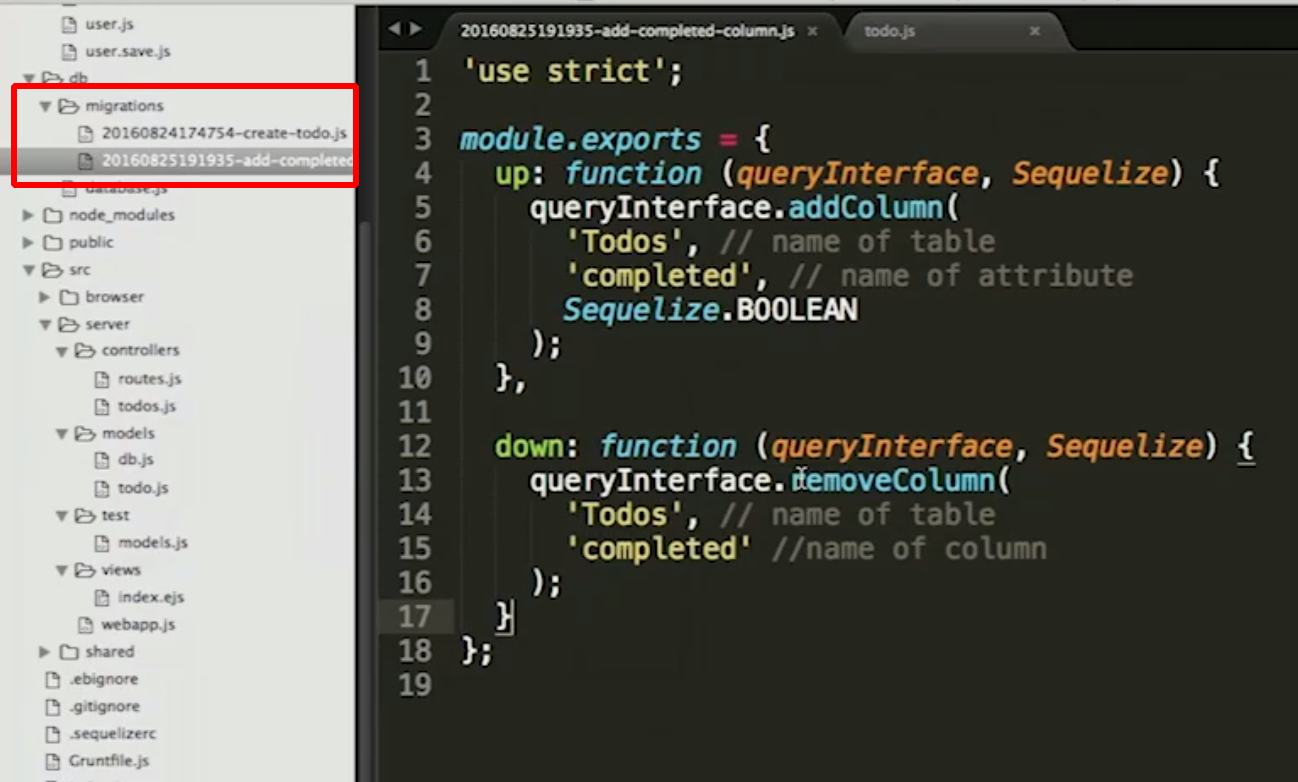 user.js
user.save.js
db
migrations
20160824174754-create-todo.js
20160825191935-add-completed
database.js
node_modules
public
src
browser
server
controllers
routes.js
todos.js
models
db.js
todo.js
test
models.js
views
index.ejs
webapp.js
shared
.ebignore
.gitignore
.sequelizerc
Gruntfile.js
20160825191935-add-completed-column.js ×
todo.js ×
1 'use strict';
2
3 module.exports = {
4 up: function (queryInterface, Sequelize) {
5 queryInterface.addColumn(
6 'Todos', // name of table
7 'completed', // name of attribute
8 Sequelize.BOOLEAN
9 );
10 },
11
12 down: function (queryInterface, Sequelize) {
13 queryInterface.removeColumn(
14 'Todos', // name of table
15 'completed' //name of column
16 );
17 }
18 };
19